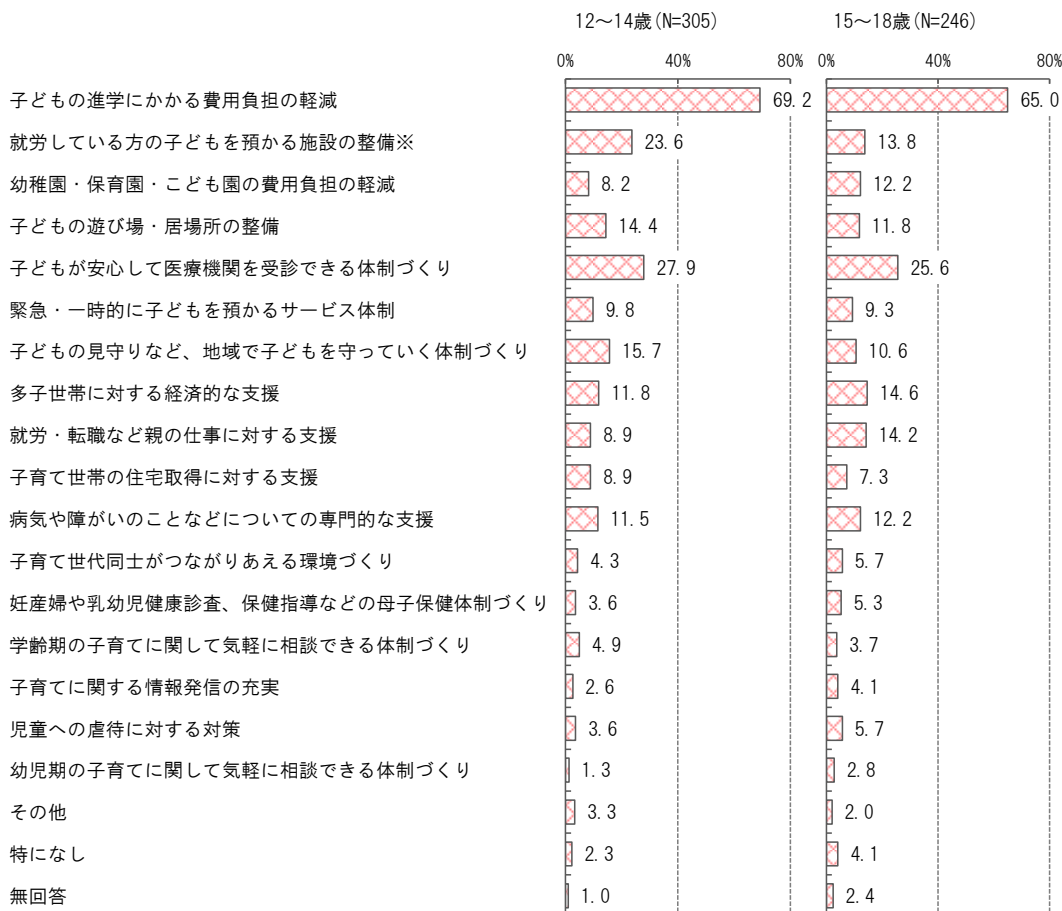 12～14歳(N=305) 15～18歳(N=246)
0% 40% 80% 0% 40% 80%
子どもの進学にかかる費用負担の軽減 69.2 65.0
就労している方の子どもを預かる施設の整備※ 23.6 13.8
幼稚園・保育園・こども園の費用負担の軽減 8.2 12.2
子どもの遊び場・居場所の整備 14.4 11.8
子どもが安心して医療機関を受診できる体制づくり 27.9 25.6
緊急・一時的に子どもを預かるサービス体制 9.8 9.3
子どもの見守りなど、地域で子どもを守っていく体制づくり 15.7 10.6
多子世帯に対する経済的な支援 11.8 14.6
就労・転職など親の仕事に対する支援 8.9 14.2
子育て世帯の住宅取得に対する支援 8.9 7.3
病気や障がいのことなどについての専門的な支援 11.5 12.2
子育て世代同士がつながりあえる環境づくり 4.3 5.7
妊産婦や乳幼児健康診査、保健指導などの母子保健体制づくり 3.6 5.3
学齢期の子育てに関して気軽に相談できる体制づくり 4.9 3.7
子育てに関する情報発信の充実 2.6 4.1
児童への虐待に対する対策 3.6 5.7
幼児期の子育てに関して気軽に相談できる体制づくり 1.3 2.8
その他 3.3 2.0
特になし 2.3 4.1
無回答 1.0 2.4